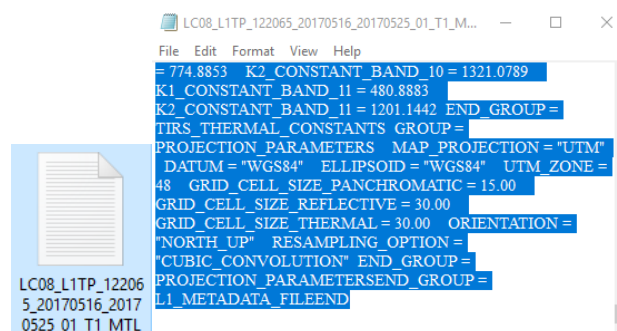 LC08_L1TP_122065_20170516_20170525_01_T1_M...
File Edit Format View Help
= 774.8853 K2_CONSTANT_BAND_10 = 1321.0789
K1_CONSTANT_BAND_11 = 480.8883
K2_CONSTANT_BAND_11 = 1201.1442 END_GROUP =
TIRS_THERMAL_CONSTANTS GROUP =
PROJECTION_PARAMETERS MAP_PROJECTION = "UTM"
DATUM = "WGS84" ELLIPSOID = "WGS84" UTM_ZONE =
48 GRID_CELL_SIZE_PANCHROMATIC = 15.00
GRID_CELL_SIZE_REFLECTIVE = 30.00
GRID_CELL_SIZE_THERMAL = 30.00 ORIENTATION =
"NORTH_UP" RESAMPLING_OPTION =
"CUBIC_CONVOLUTION" END_GROUP =
PROJECTION_PARAMETERSEND_GROUP =
L1_METADATA_FILEEND
LC08_L1TP_12206
5_20170516_2017
0525_01_T1_MTL